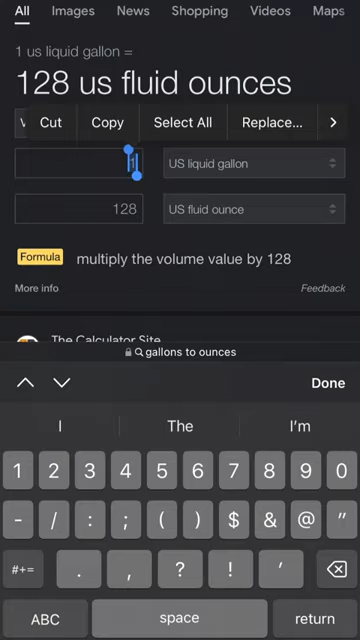 All Images News Shopping Videos Maps
1 us liquid gallon =
128 us fluid ounces
Cut Copy Select All Replace...
1 US liquid gallon
128 US fluid ounce
Formula multiply the volume value by 128
More info Feedback
The Calculator Site
gallons to ounces
Done
I The I'm
1 2 3 4 5 6 7 8 9 0
- / : ; ( ) $ & @ "
#+= . , ? ! '
ABC space return